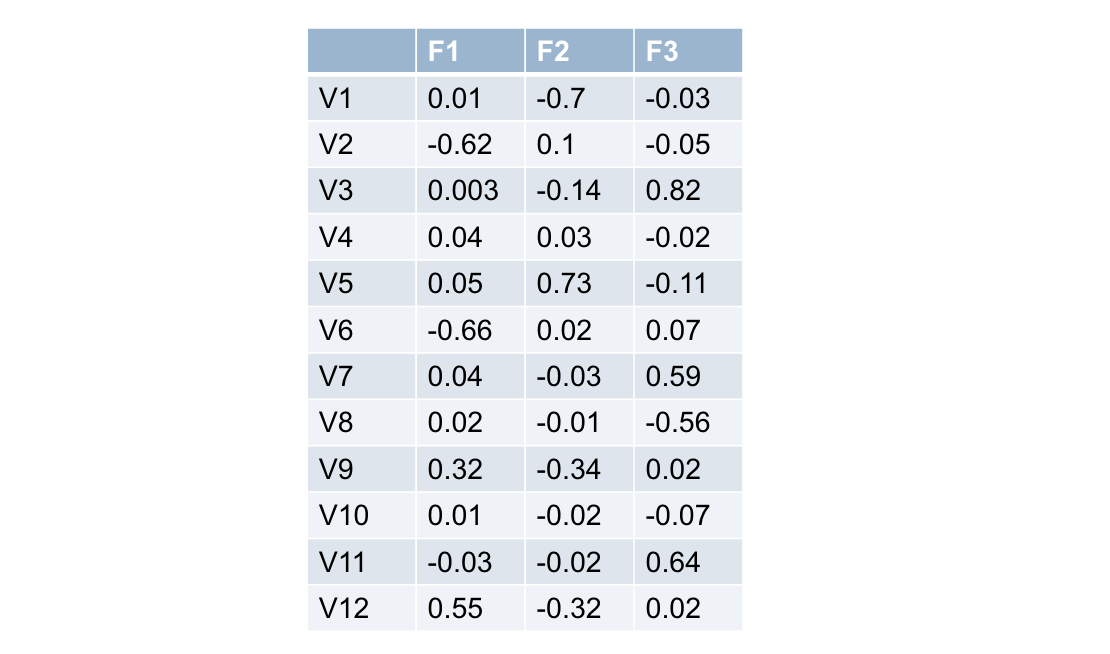 F1 F2 F3
V1 0.01 -0.7 -0.03
V2 -0.62 0.1 -0.05
V3 0.003 -0.14 0.82
V4 0.04 0.03 -0.02
V5 0.05 0.73 -0.11
V6 -0.66 0.02 0.07
V7 0.04 -0.03 0.59
V8 0.02 -0.01 -0.56
V9 0.32 -0.34 0.02
V10 0.01 -0.02 -0.07
V11 -0.03 -0.02 0.64
V12 0.55 -0.32 0.02